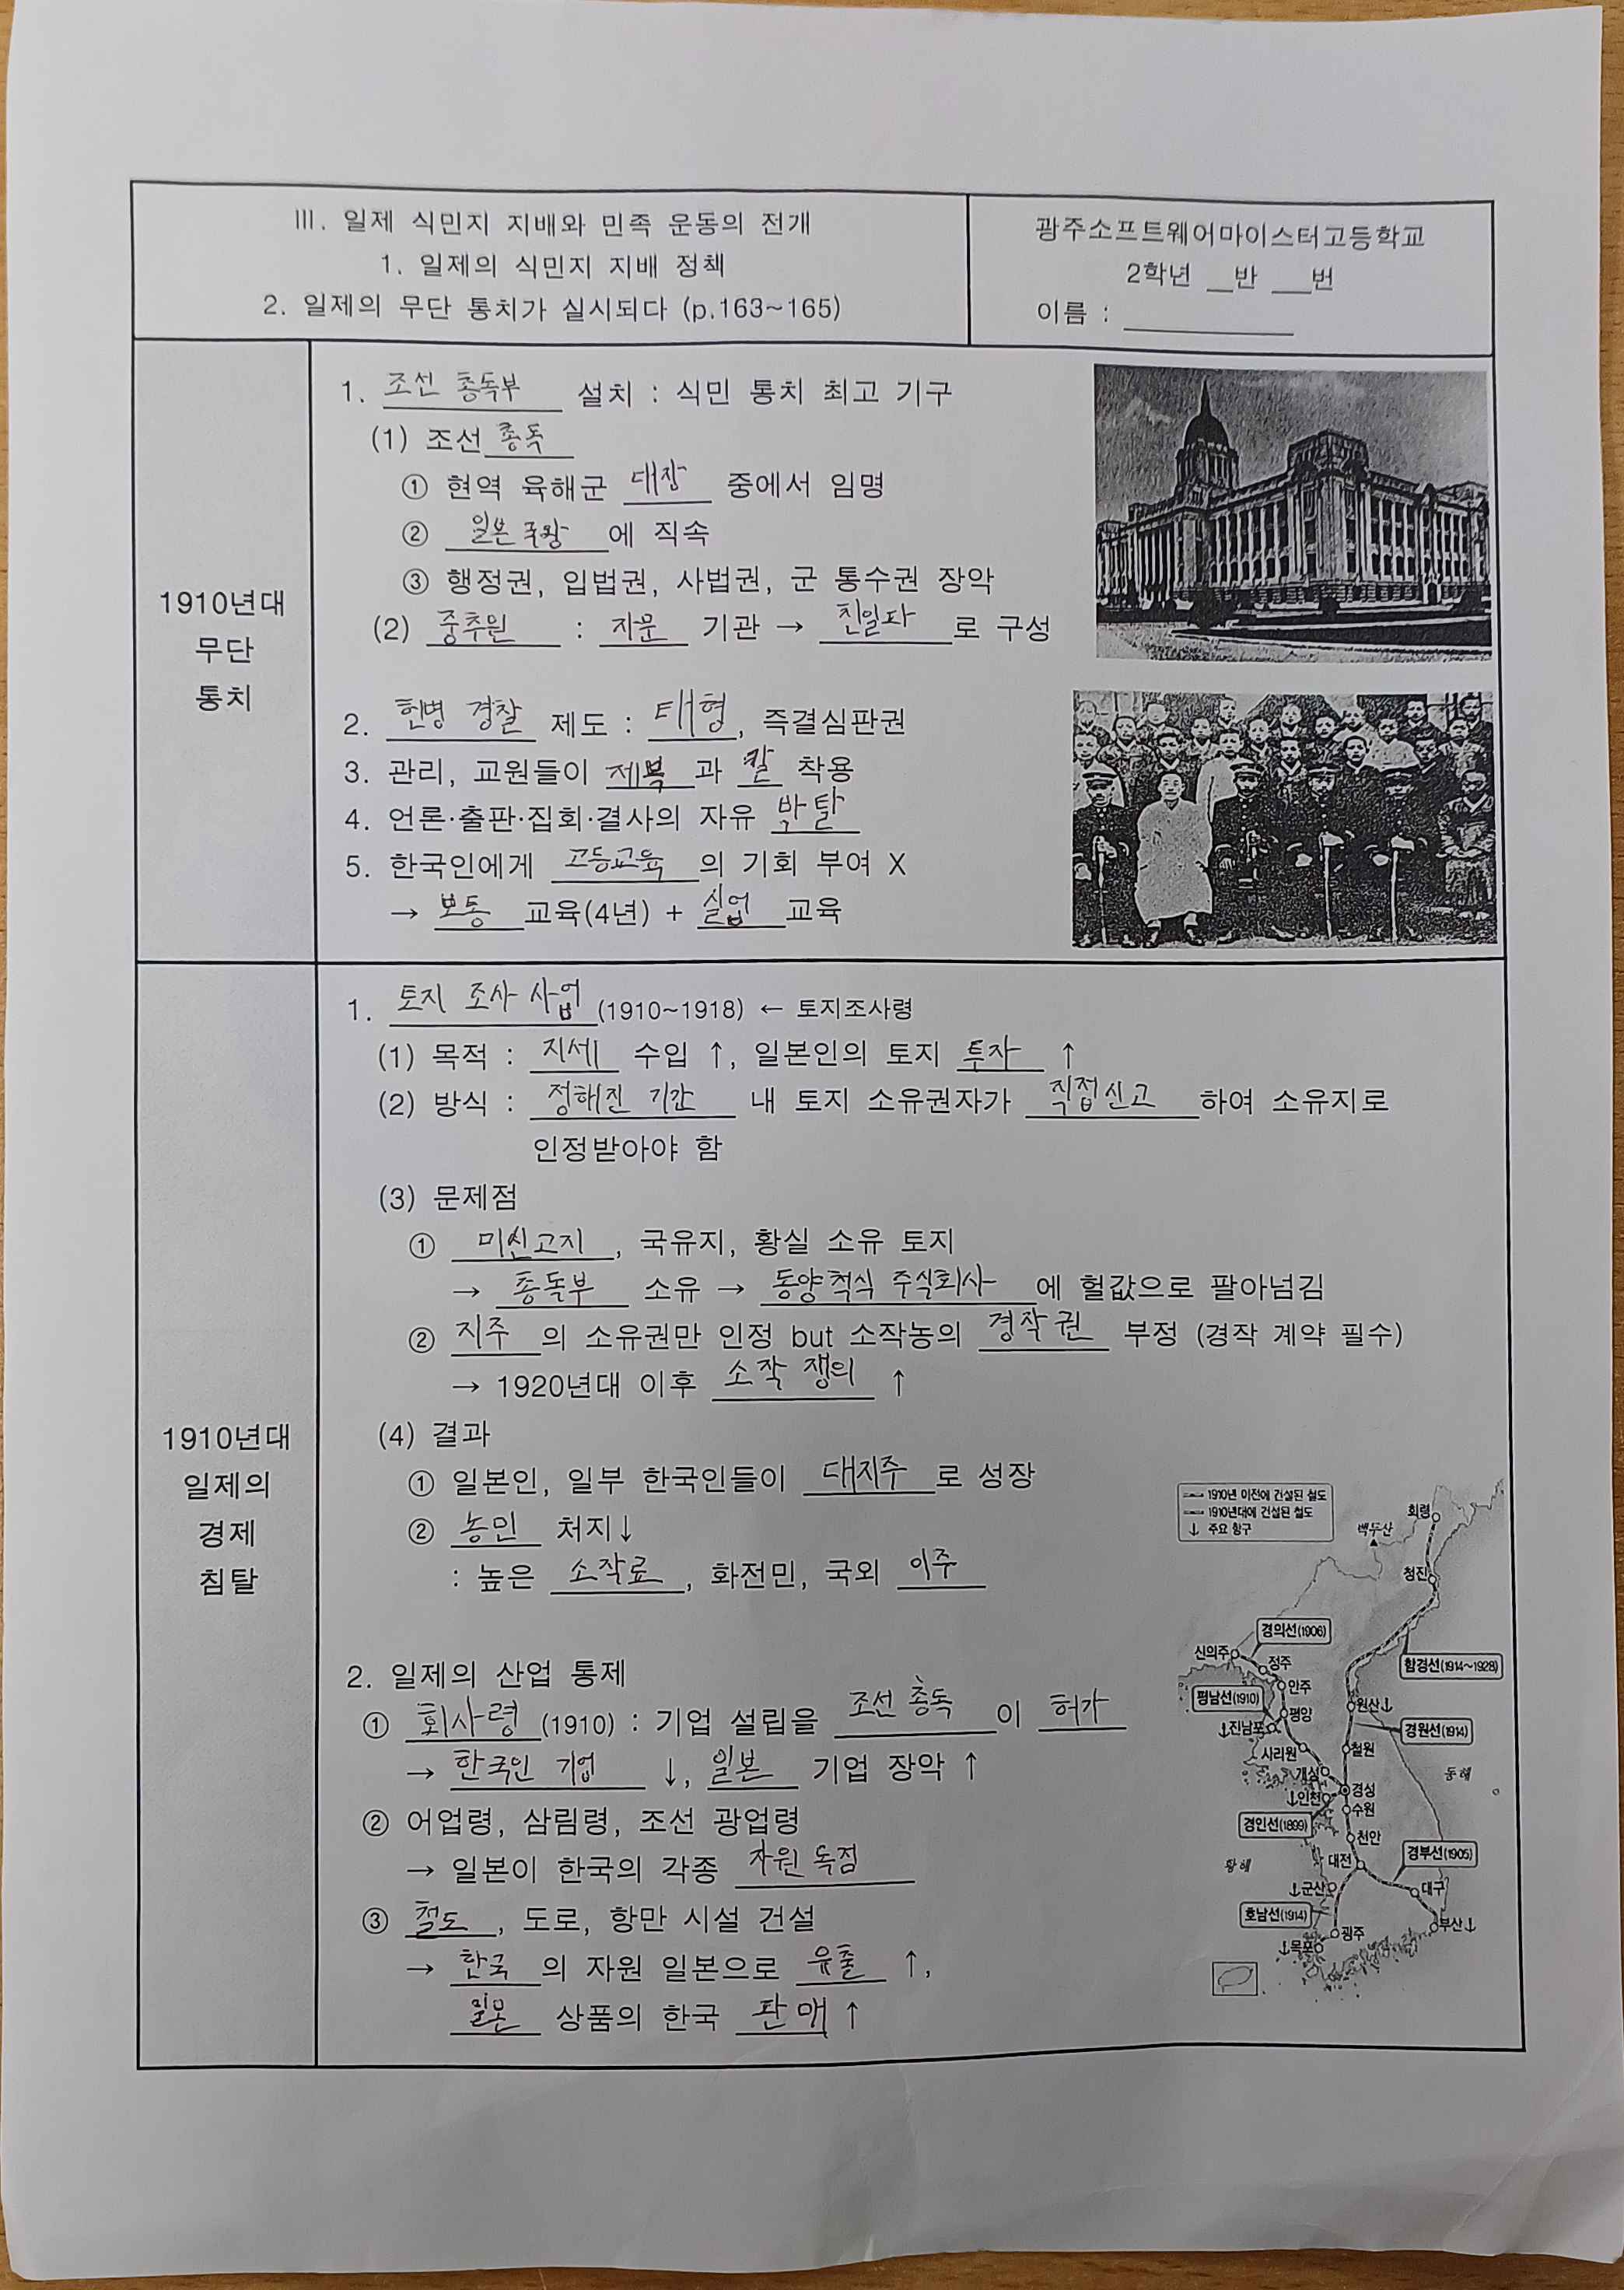 III. 일제 식민지 지배와 민족 운동의 전개
1. 일제의 식민지 지배 정책
2. 일제의 무단 통치가 실시되다 (p.163~165)
광주소프트웨어마이스터고등학교
2학년 __반 ___번
이름 : ____________
1910년대
무단
통치
1. 조선 총독부 설치 : 식민 통치 최고 기구
(1) 조선 총독
① 현역 육해군 대장 중에서 임명
② 일본 국왕에 직속
③ 행정권, 입법권, 사법권, 군 통수권 장악
(2) 중추원 : 자문 기관 → 친일파로 구성
2. 헌병 경찰 제도 : 태형, 즉결심판권
3. 관리, 교원들이 제복과 칼 착용
4. 언론·출판·집회·결사의 자유 박탈
5. 한국인에게 고등교육의 기회 부여 X
→ 보통 교육(4년) + 실업 교육
1910년대
일제의
경제
침탈
1. 토지 조사 사업(1910~1918) ← 토지조사령
(1) 목적 : 지세 수입 ↑, 일본인의 토지 투자 ↑
(2) 방식 : 정해진 기간 내 토지 소유권자가 직접신고하여 소유지로
인정받아야 함
(3) 문제점
① 미신고지, 국유지, 황실 소유 토지
→ 총독부 소유 → 동양척식 주식회사에 헐값으로 팔아넘김
② 지주의 소유권만 인정 but 소작농의 경작권 부정 (경작 계약 필수)
→ 1920년대 이후 소작 쟁의 ↑
(4) 결과
① 일본인, 일부 한국인들이 대지주로 성장
② 농민 처지↓
: 높은 소작료, 화전민, 국외 이주
2. 일제의 산업 통제
① 회사령 (1910) : 기업 설립을 조선 총독이 허가
→ 한국인 기업 ↓, 일본 기업 장악 ↑
② 어업령, 삼림령, 조선 광업령
→ 일본이 한국의 각종 자원 독점
③ 철도, 도로, 항만 시설 건설
→ 한국의 자원 일본으로 유출 ↑,
일본 상품의 한국 판매 ↑
1910년 이전에 건설된 철도
1910년대에 건설된 철도
주요 항구
회령
백두산
청진
경의선(1906)
신의주
정주
함경선(1914~1928)
안주
평남선(1910)
원산
평양
진남포
경원선(1914)
사리원
철원
개성
동해
인천
경성
수원
경인선(1899)
천안
대전
경부선(1905)
황해
군산
대구
호남선(1914)
부산
광주
목포